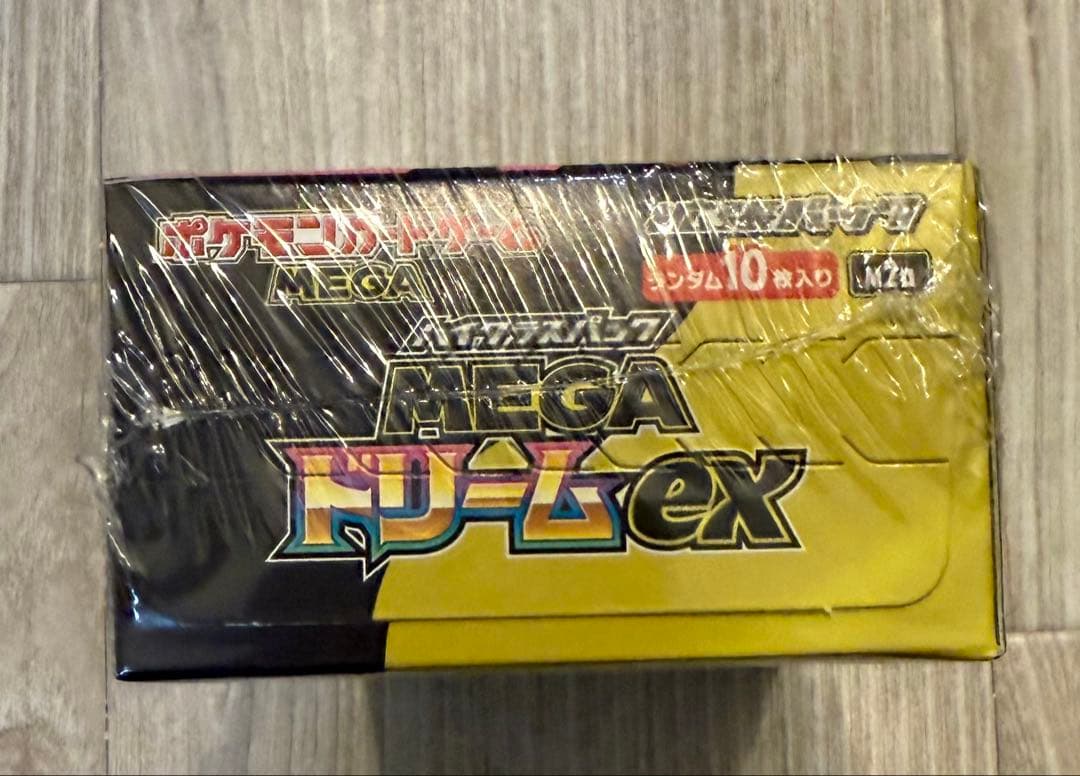 ポケモンカードゲーム
MEGA
ハイクラスパック
ランダム10枚入り
M2a
ハイクラスパック
MEGA
ドリームex